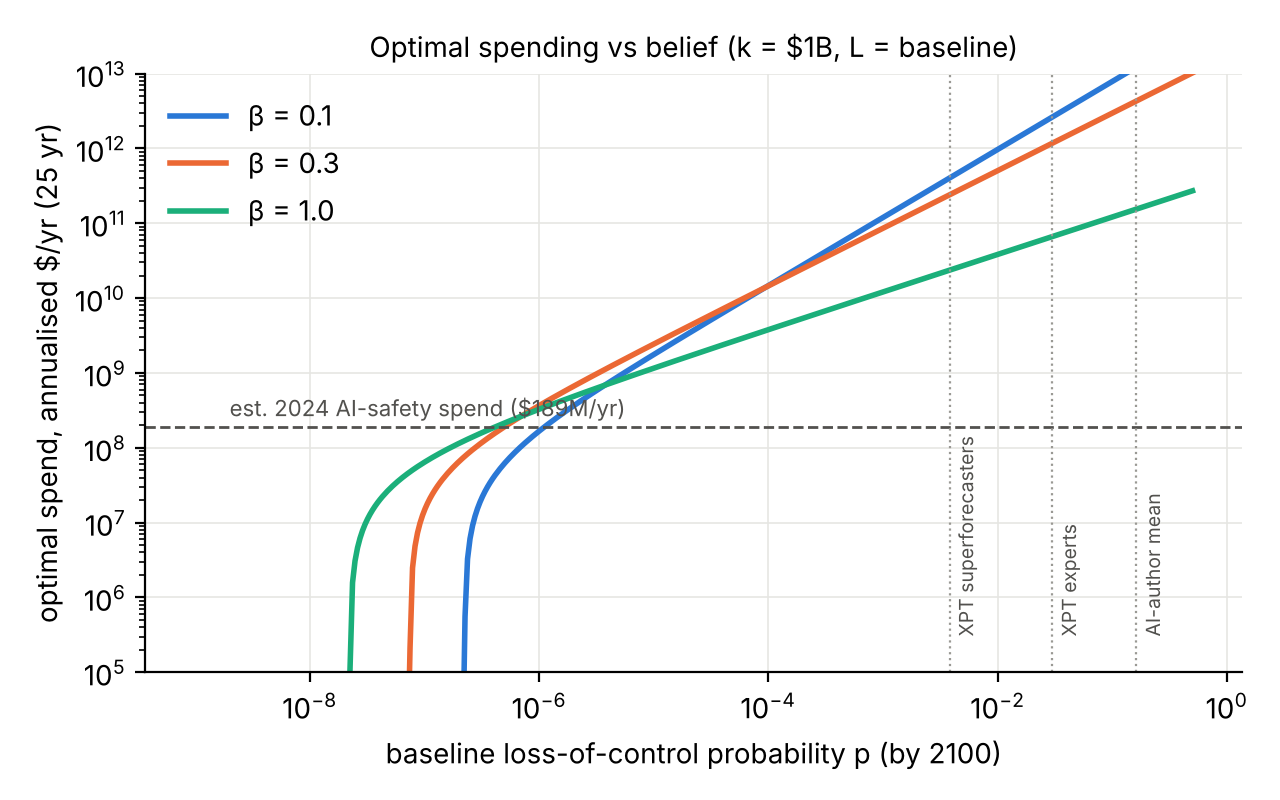 Optimal spending vs belief (k = $1B, L = baseline)
optimal spend, annualised $/yr (25 yr)
10¹³
10¹²
10¹¹
10¹⁰
10⁹
10⁸
10⁷
10⁶
10⁵
β = 0.1
β = 0.3
β = 1.0
est. 2024 AI-safety spend ($189M/yr)
XPT superforecasters
XPT experts
AI-author mean
10⁻⁸
10⁻⁶
10⁻⁴
10⁻²
10⁰
baseline loss-of-control probability p (by 2100)